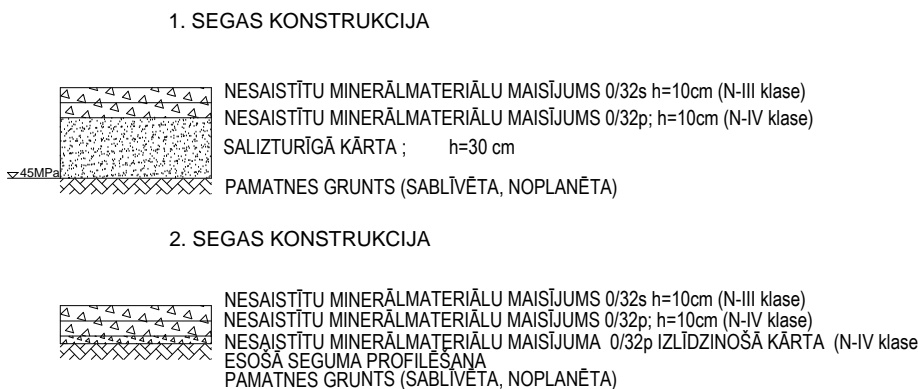 1. SEGAS KONSTRUKCIJA
NESAISTĪTU MINERĀLMATERIĀLU MAISĪJUMS 0/32s h=10cm (N-III klase)
NESAISTĪTU MINERĀLMATERIĀLU MAISĪJUMS 0/32p; h=10cm (N-IV klase)
SALIZTURĪGĀ KĀRTA ; h=30 cm
45MPa
PAMATNES GRUNTS (SABLĪVĒTA, NOPLANĒTA)
2. SEGAS KONSTRUKCIJA
NESAISTĪTU MINERĀLMATERIĀLU MAISĪJUMS 0/32s h=10cm (N-III klase)
NESAISTĪTU MINERĀLMATERIĀLU MAISĪJUMS 0/32p; h=10cm (N-IV klase)
NESAISTĪTU MINERĀLMATERIĀLU MAISĪJUMA 0/32p IZLĪDZINOŠĀ KĀRTA (N-IV klase
ESOŠĀ SEGUMA PROFILĒŠANA
PAMATNES GRUNTS (SABLĪVĒTA, NOPLANĒTA)